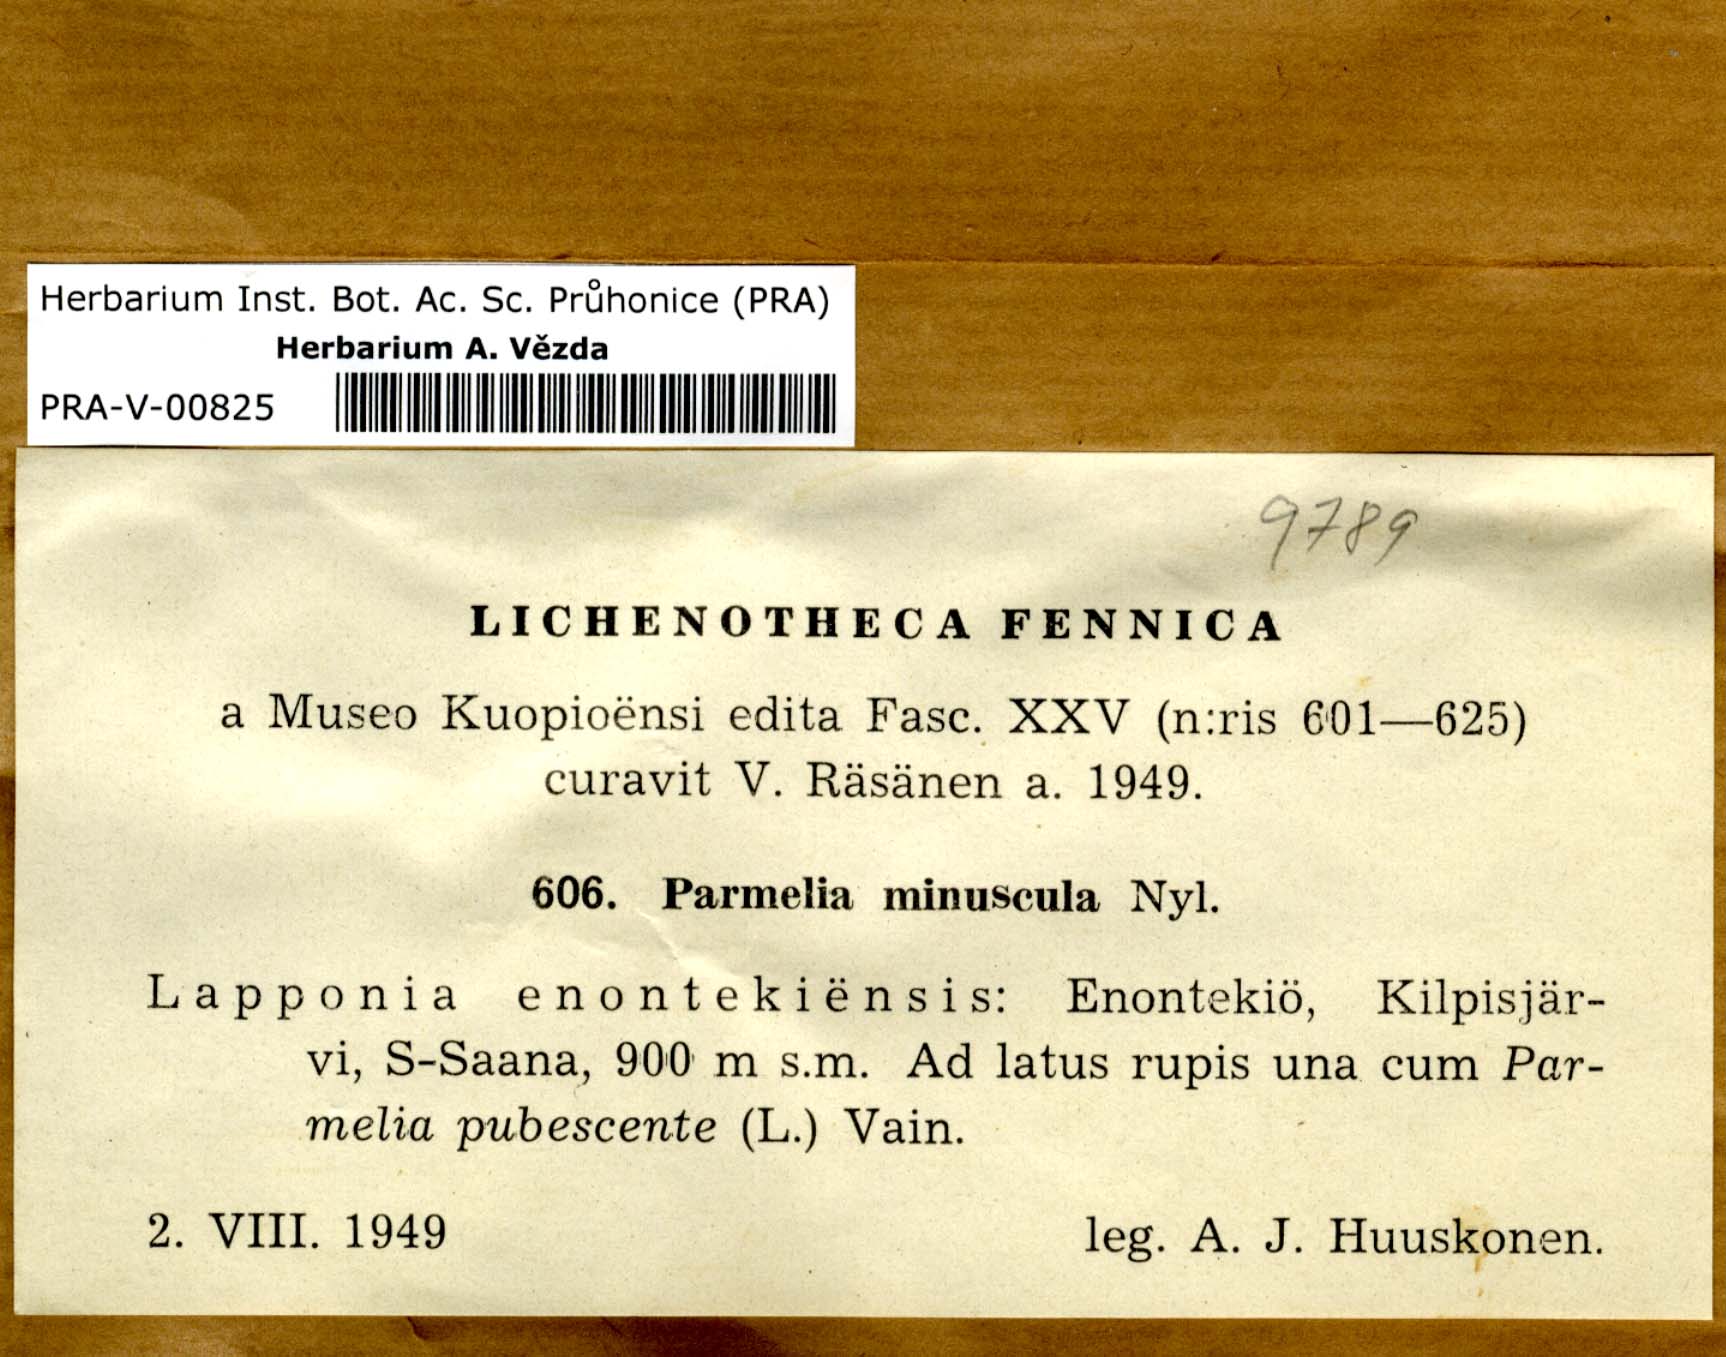 Herbarium Inst. Bot. Ac. Sc. Průhonice (PRA)
Herbarium A. Vězda
PRA-V-00825
9789
LICHENOTHECA FENNICA
a Museo Kuopioënsi edita Fasc. XXV (n:ris 601—625)
curavit V. Räsänen a. 1949.
606. Parmelia minuscula Nyl.
Lapponia enontekiënsis: Enontekiö, Kilpisjär-
vi, S-Saana, 900 m s.m. Ad latus rupis una cum Par-
melia pubescente (L.) Vain.
2. VIII. 1949 leg. A. J. Huuskonen.